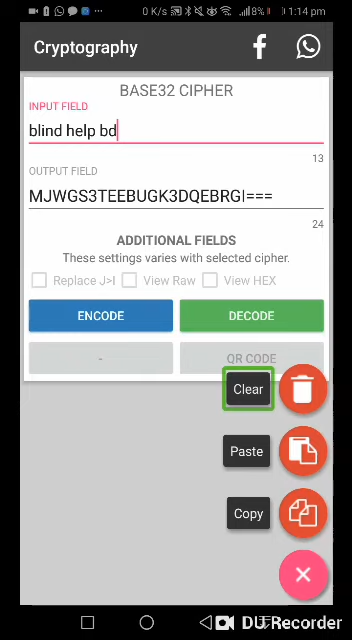 0 K/s 8% 1:14 pm
Cryptography
BASE32 CIPHER
INPUT FIELD
blind help bd
13
OUTPUT FIELD
MJWGS3TEEBUGK3DQEBRGI===
24
ADDITIONAL FIELDS
These settings varies with selected cipher.
Replace J>I View Raw View HEX
ENCODE DECODE
- QR CODE
Clear
Paste
Copy
DU Recorder